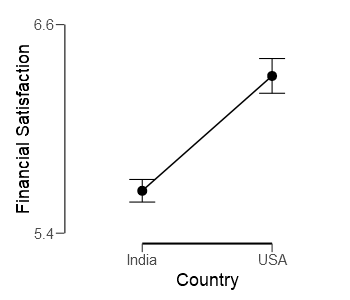 6.6
Financial Satisfaction
5.4
India USA
Country